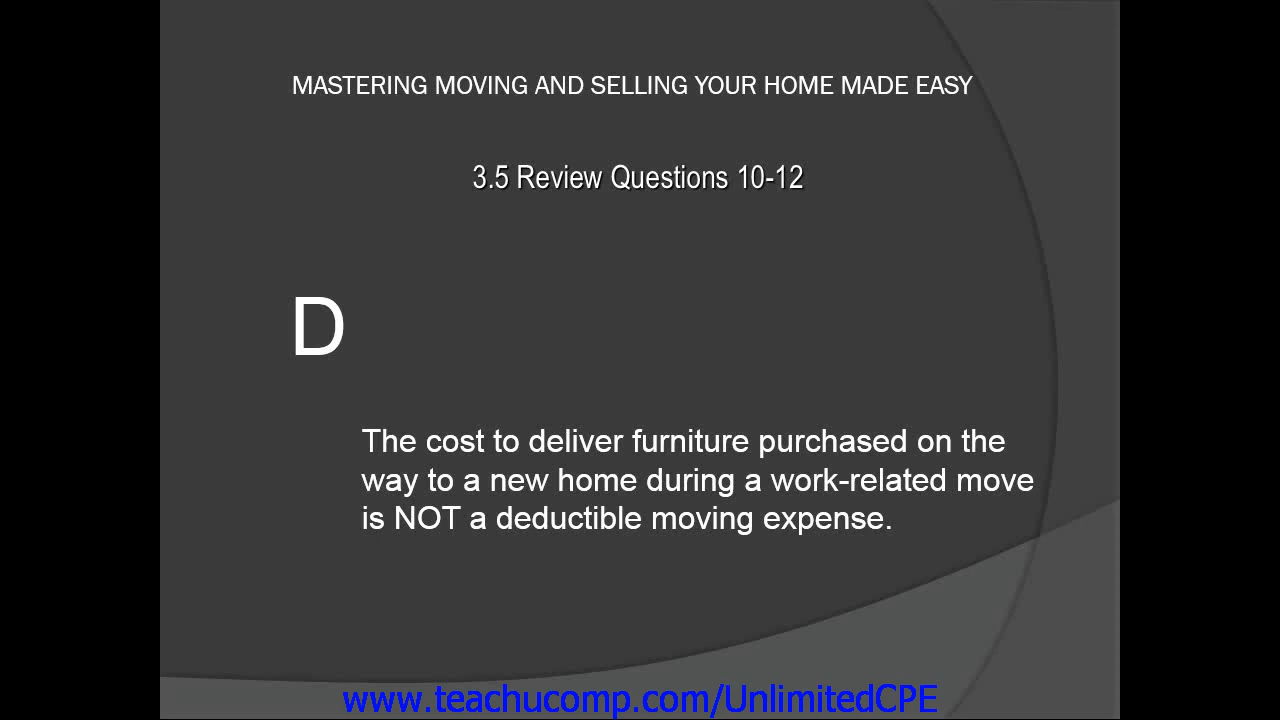 MASTERING MOVING AND SELLING YOUR HOME MADE EASY
3.5 Review Questions 10-12
D
The cost to deliver furniture purchased on the
way to a new home during a work-related move
is NOT a deductible moving expense.
www.teachucomp.com/UnlimitedCPE